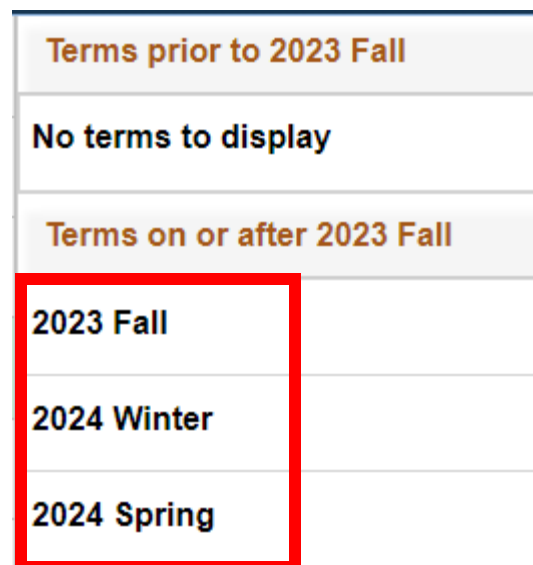 Terms prior to 2023 Fall
No terms to display
Terms on or after 2023 Fall
2023 Fall
2024 Winter
2024 Spring